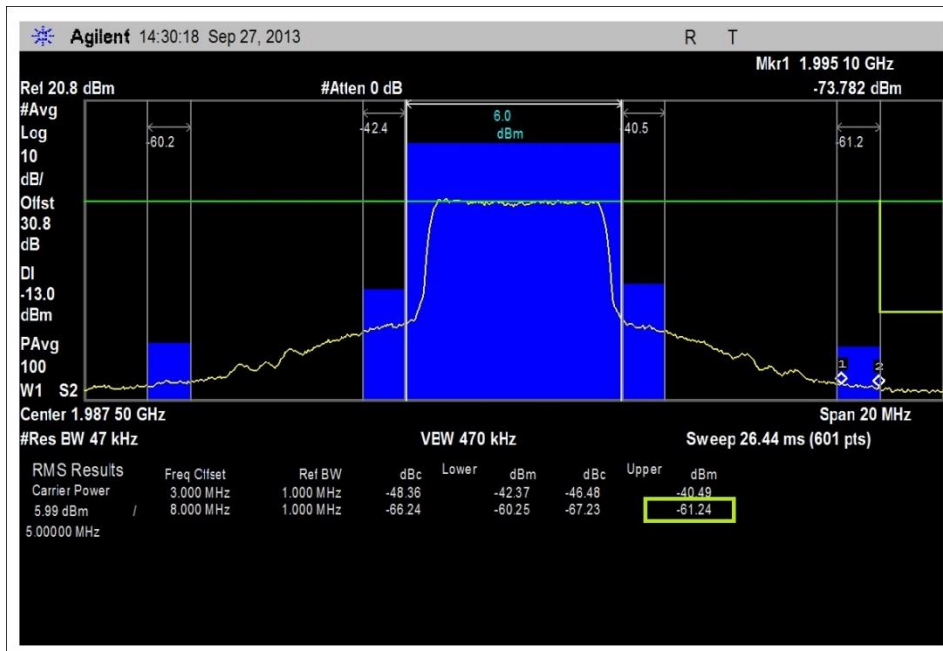 Agilent 14:30:18 Sep 27, 2013 R T
Mkr1 1.995 10 GHz
Rel 20.8 dBm #Atten 0 dB -73.782 dBm
#Avg
Log
10
dB/
Offst
30.8
dB
DI
-13.0
dBm
PAvg
100
W1 S2
-60.2
-42.4
6.0
dBm
40.5
61.2
1 2
Center 1.987 50 GHz Span 20 MHz
#Res BW 47 kHz VBW 470 kHz Sweep 26.44 ms (601 pts)
RMS Results Freq Clfset Ref BW dBc Lower dBm dBc Upper dBm
Carrier Power 3.000 MHz 1.000 MHz -48.36 -42.37 -46.48 -40.49
5.99 dBm / 8.000 MHz 1.000 MHz -66.24 -60.25 -67.23 -61.24
5.00000 MHz